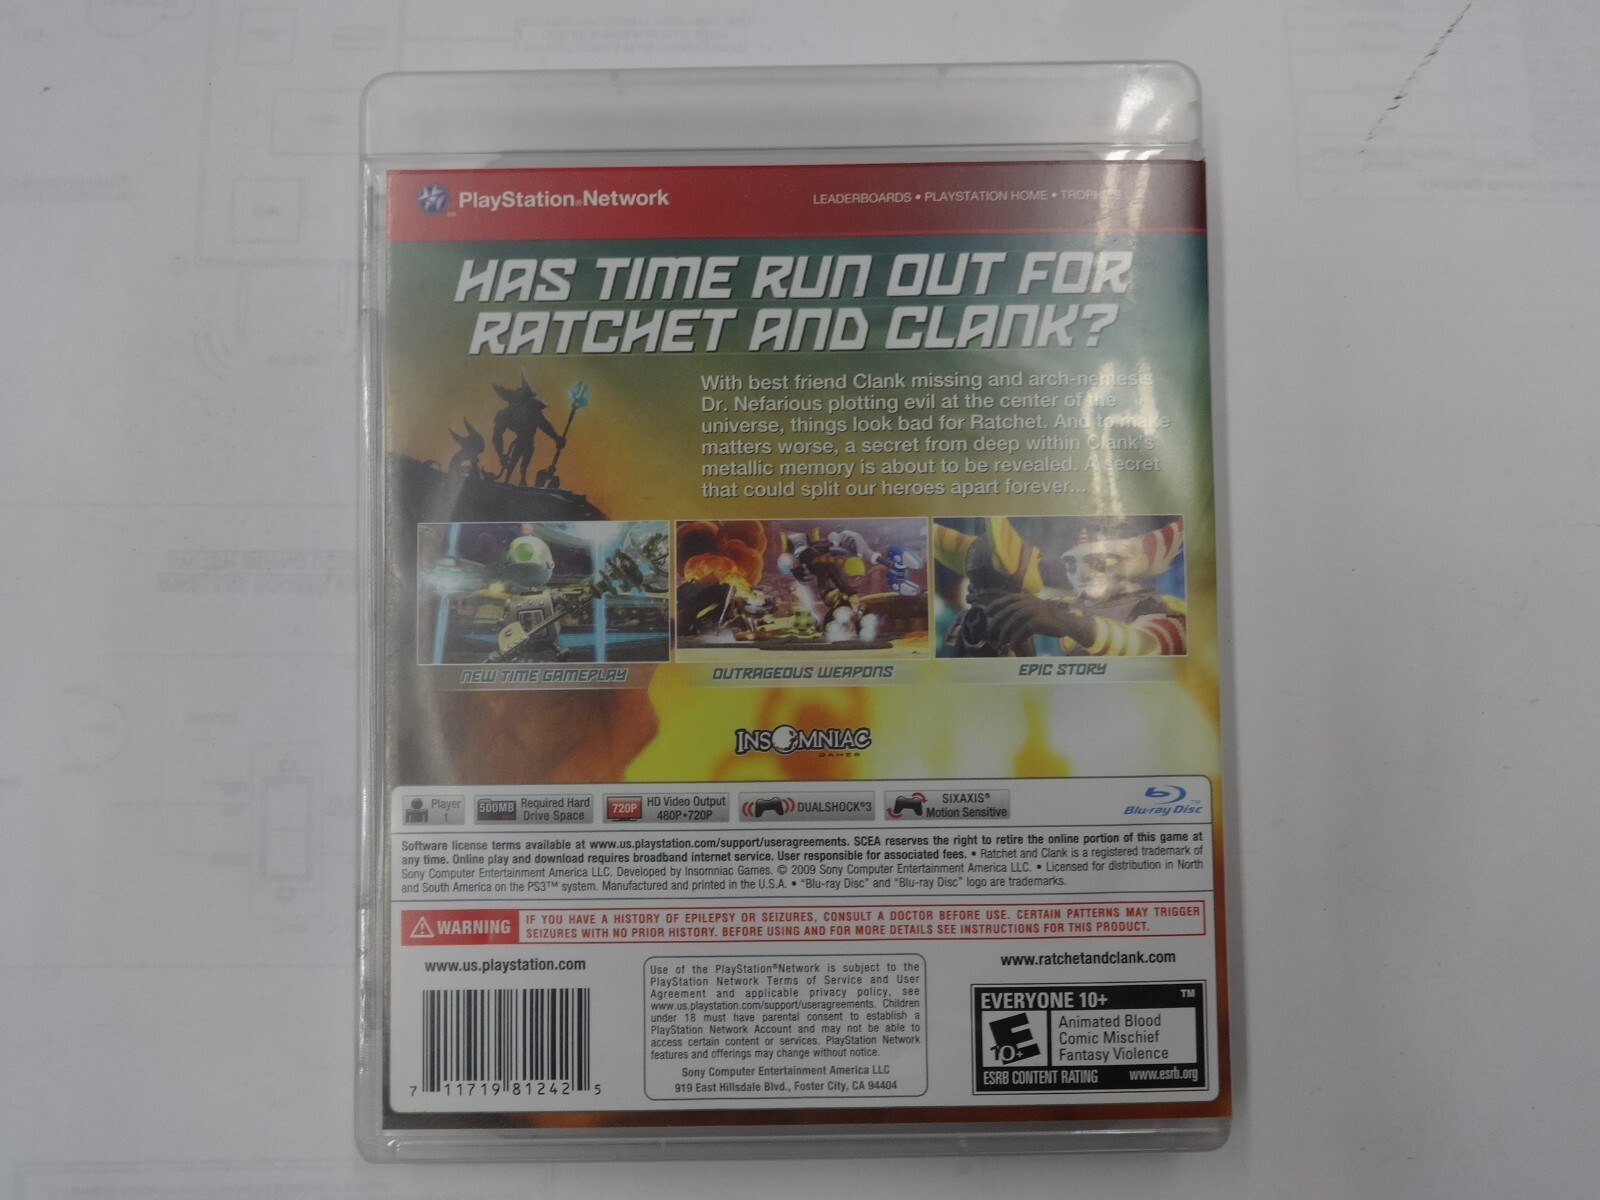 PlayStation®Network
LEADERBOARDS • PLAYSTATION HOME • TROPHIES
HAS TIME RUN OUT FOR
RATCHET AND CLANK?
With best friend Clank missing and arch-nemesis
Dr. Nefarious plotting evil at the center of the
universe, things look bad for Ratchet. And to make
matters worse, a secret from deep within Clank's
metallic memory is about to be revealed. A secret
that could split our heroes apart forever...
NEW TIME GAMEPLAY
OUTRAGEOUS WEAPONS
EPIC STORY
INSOMNIAC
GAMES
Player
1
500MB
Required Hard
Drive Space
720P
HD Video Output
480P•720P
DUALSHOCK®3
SIXAXIS®
Motion Sensitive
Blu-ray Disc™
Software license terms available at www.us.playstation.com/support/useragreements. SCEA reserves the right to retire the online portion of this game at
any time. Online play and download requires broadband internet service. User responsible for associated fees. • Ratchet and Clank is a registered trademark of
Sony Computer Entertainment America LLC. Developed by Insomniac Games. © 2009 Sony Computer Entertainment America LLC. • Licensed for distribution in North
and South America on the PS3™ system. Manufactured and printed in the U.S.A. • "Blu-ray Disc" and "Blu-ray Disc" logo are trademarks.
WARNING
IF YOU HAVE A HISTORY OF EPILEPSY OR SEIZURES, CONSULT A DOCTOR BEFORE USE. CERTAIN PATTERNS MAY TRIGGER
SEIZURES WITH NO PRIOR HISTORY. BEFORE USING AND FOR MORE DETAILS SEE INSTRUCTIONS FOR THIS PRODUCT.
www.us.playstation.com
7 11719 81242 5
Use of the PlayStation®Network is subject to the
PlayStation Network Terms of Service and User
Agreement and applicable privacy policy, see
www.us.playstation.com/support/useragreements. Children
under 18 must have parental consent to establish a
PlayStation Network Account and may not be able to
access certain content or services. PlayStation Network
features and offerings may change without notice.
Sony Computer Entertainment America LLC
919 East Hillsdale Blvd., Foster City, CA 94404
www.ratchetandclank.com
EVERYONE 10+ ™
E
10+
Animated Blood
Comic Mischief
Fantasy Violence
ESRB CONTENT RATING www.esrb.org